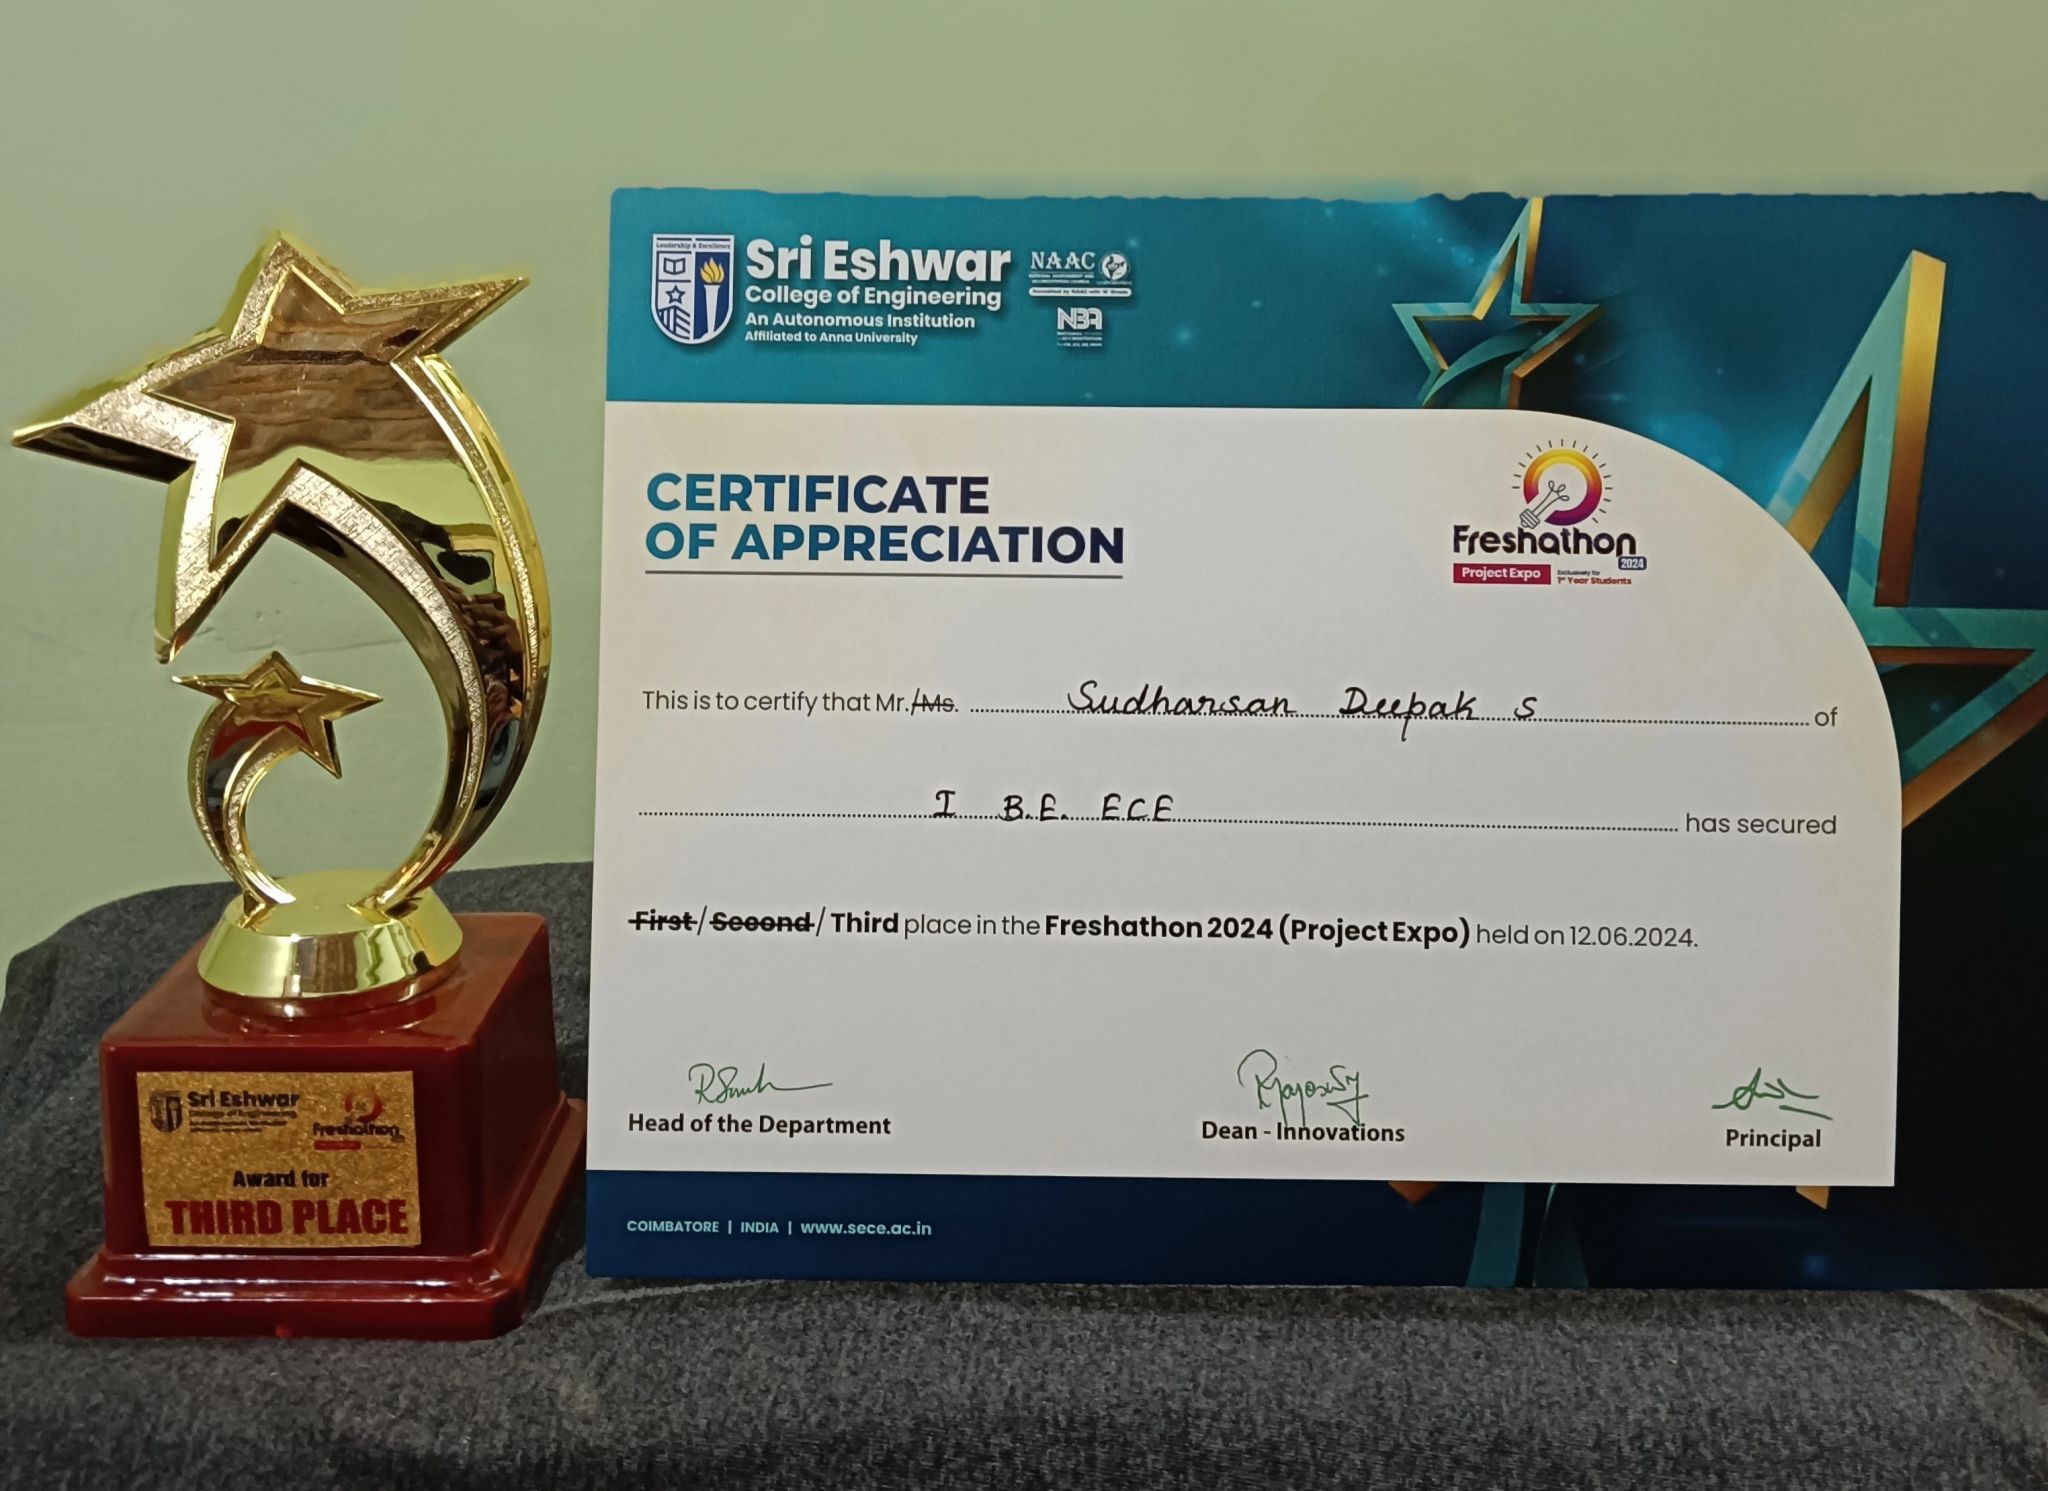 Leadership & Excellence
Sri Eshwar
College of Engineering
An Autonomous Institution
Affiliated to Anna University
NAAC
NBA
CERTIFICATE
OF APPRECIATION
Freshathon
2024
Project Expo
Exclusively for
1st Year Students
This is to certify that Mr./Ms. Sudharsan Deepak S of
I B.E. ECE has secured
First/Second/Third place in the Freshathon 2024 (Project Expo) held on 12.06.2024.
Head of the Department
Dean - Innovations
Principal
COIMBATORE | INDIA | www.sece.ac.in
Sri Eshwar
College of Engineering
Freshathon
Award for
THIRD PLACE